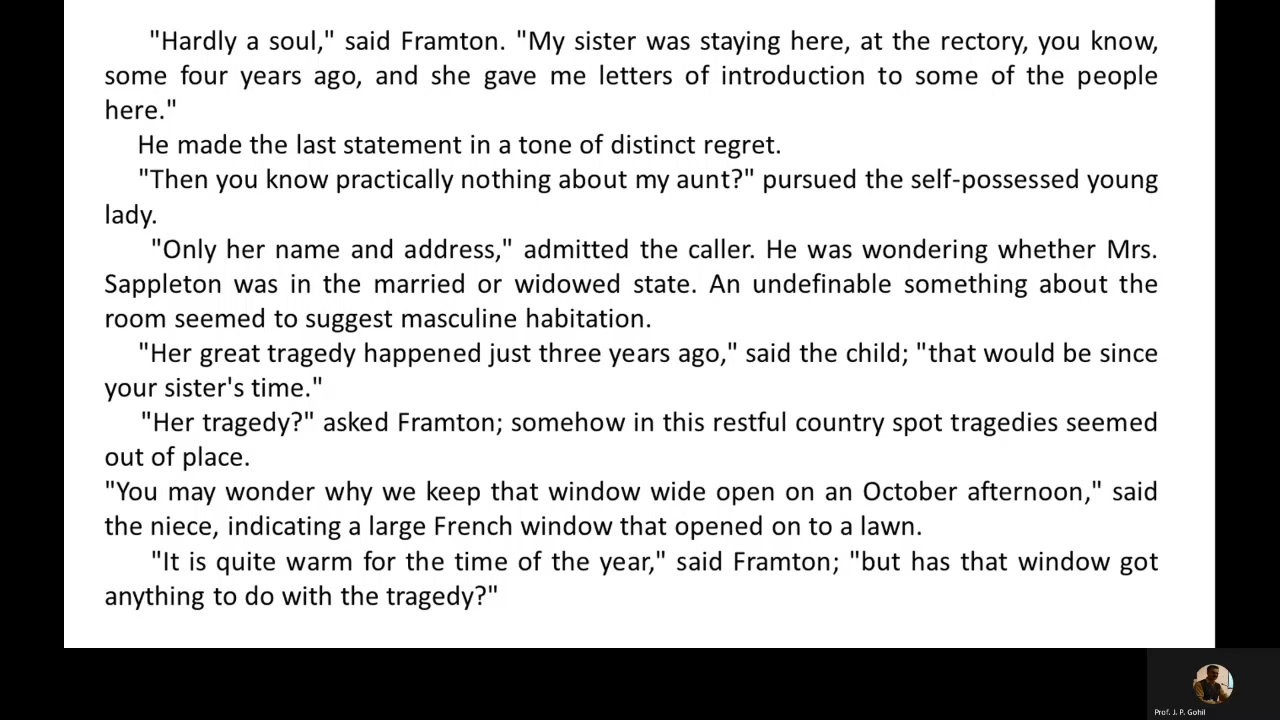 "Hardly a soul," said Framton. "My sister was staying here, at the rectory, you know,
some four years ago, and she gave me letters of introduction to some of the people
here."
He made the last statement in a tone of distinct regret.
"Then you know practically nothing about my aunt?" pursued the self-possessed young
lady.
"Only her name and address," admitted the caller. He was wondering whether Mrs.
Sappleton was in the married or widowed state. An undefinable something about the
room seemed to suggest masculine habitation.
"Her great tragedy happened just three years ago," said the child; "that would be since
your sister's time."
"Her tragedy?" asked Framton; somehow in this restful country spot tragedies seemed
out of place.
"You may wonder why we keep that window wide open on an October afternoon," said
the niece, indicating a large French window that opened on to a lawn.
"It is quite warm for the time of the year," said Framton; "but has that window got
anything to do with the tragedy?"
Prof. J. P. Gohil